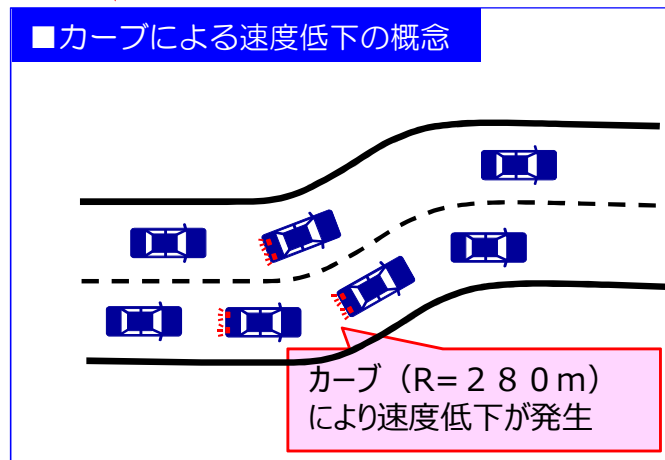 ■カーブによる速度低下の概念
カーブ（R=２８０ｍ）
により速度低下が発生